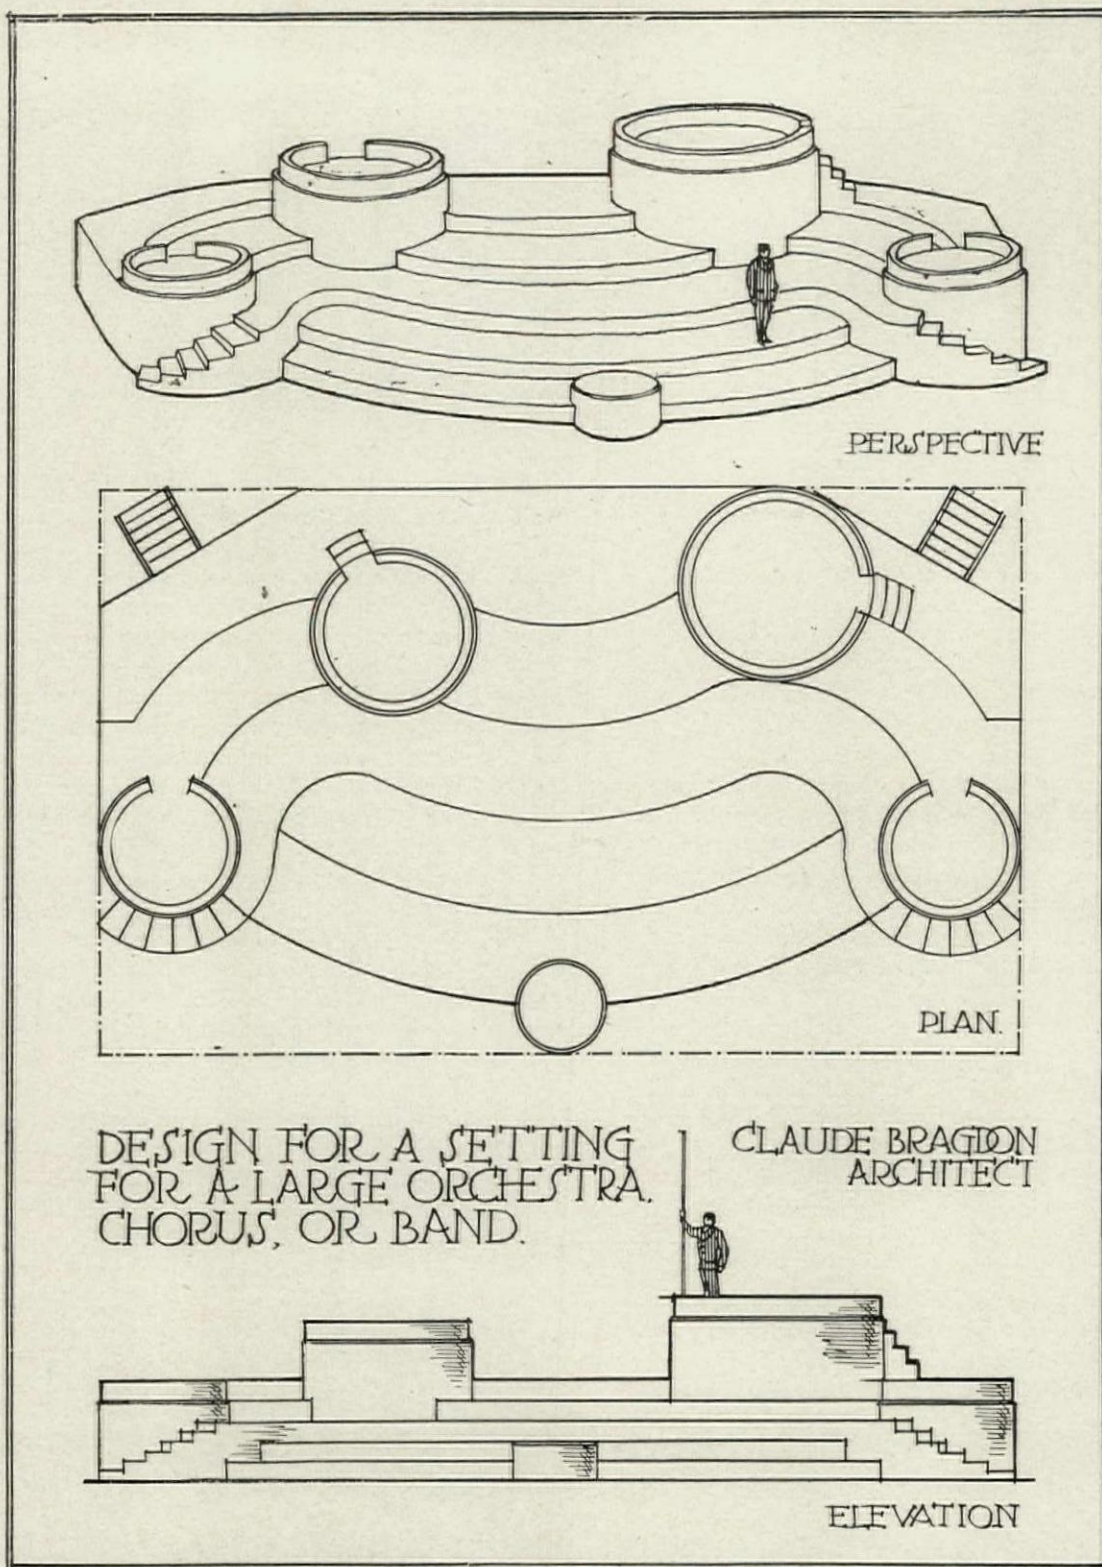 PERSPECTIVE
PLAN.
DESIGN FOR A SETTING
FOR A LARGE ORCHESTRA,
CHORUS, OR BAND.
CLAUDE BRAGDON
ARCHITECT
ELEVATION